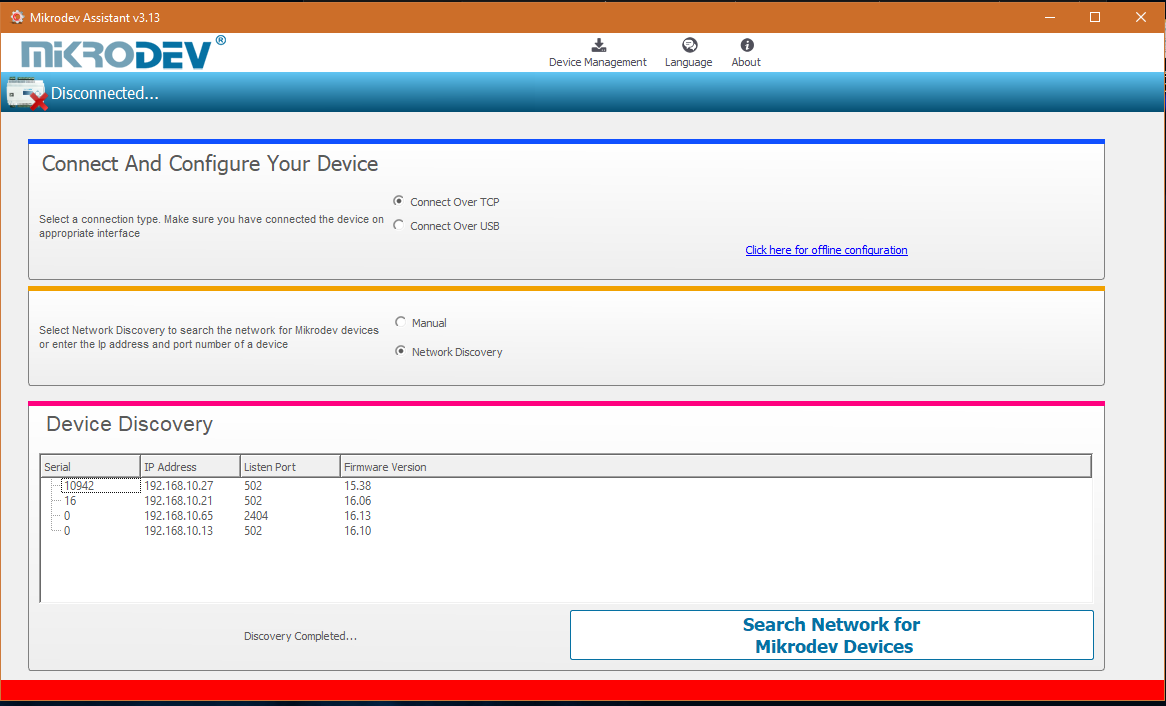 Mikrodev Assistant v3.13
MiKRODEV®
Device Management
Language
About
Disconnected...
Connect And Configure Your Device
Select a connection type. Make sure you have connected the device on
appropriate interface
Connect Over TCP
Connect Over USB
Click here for offline configuration
Select Network Discovery to search the network for Mikrodev devices
or enter the Ip address and port number of a device
Manual
Network Discovery
Device Discovery
Serial IP Address Listen Port Firmware Version
10942 192.168.10.27 502 15.38
16 192.168.10.21 502 16.06
0 192.168.10.65 2404 16.13
0 192.168.10.13 502 16.10
Discovery Completed...
Search Network for
Mikrodev Devices